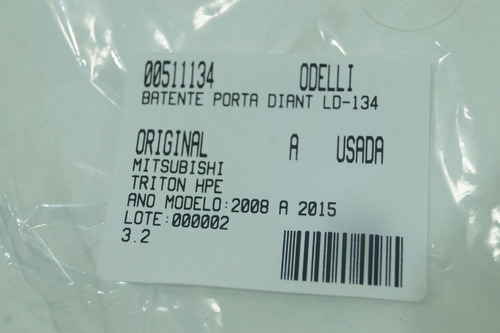 00511134 ODELLI
BATENTE PORTA DIANT LD-134
ORIGINAL A USADA
MITSUBISHI
TRITON HPE
ANO MODELO:2008 A 2015
LOTE:000002
3.2